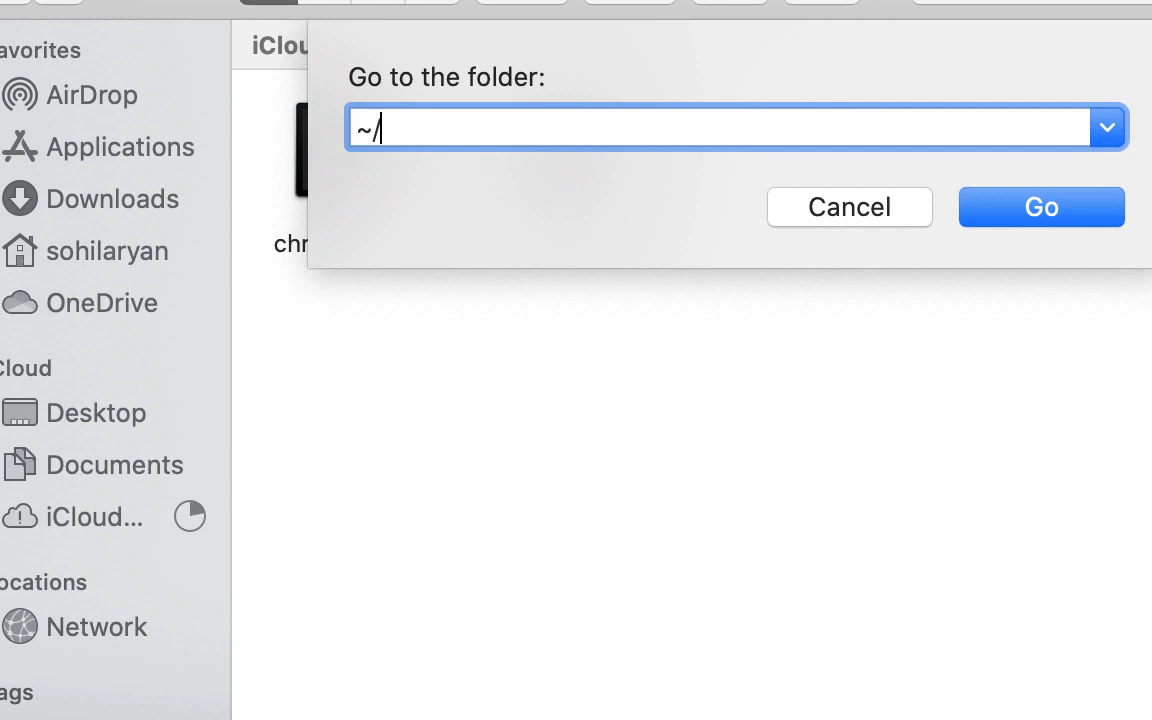 avorites
AirDrop
Applications
Downloads
sohilaryan
OneDrive
Cloud
Desktop
Documents
iCloud...
ocations
Network
ags
iClou
chr
Go to the folder:
~/
Cancel
Go